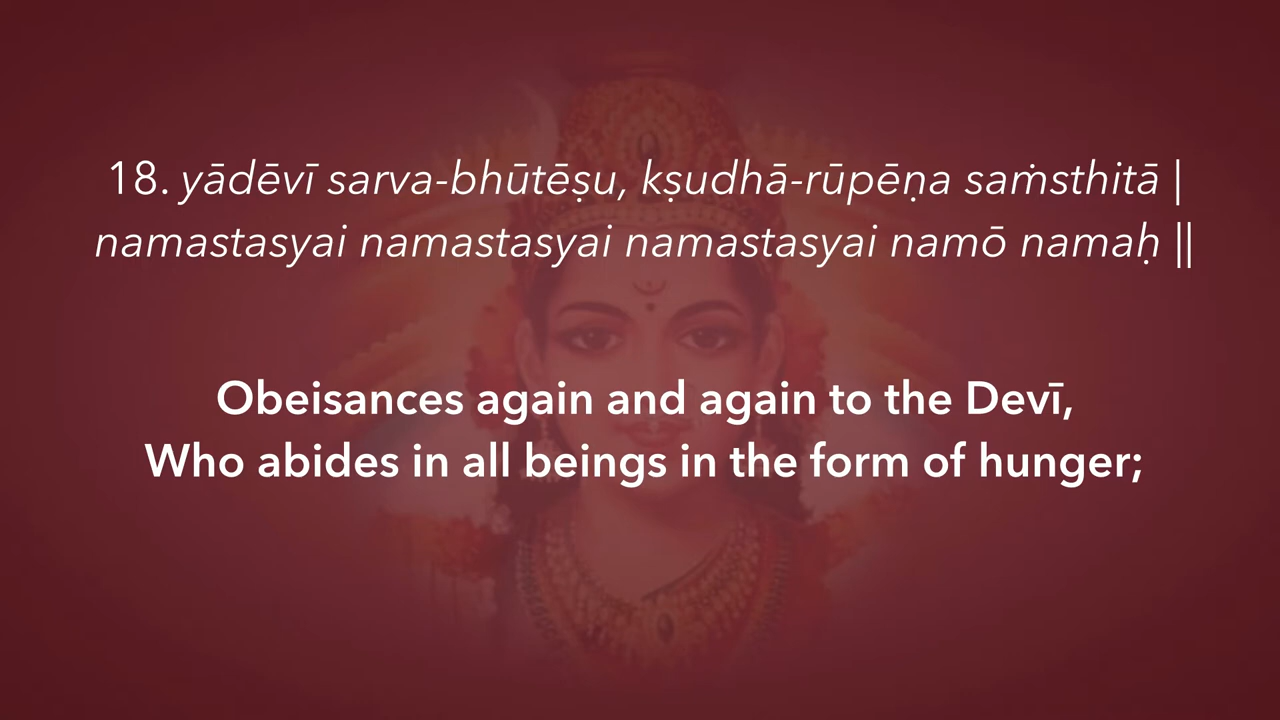 18. yādēvī sarva-bhūtēṣu, kṣudhā-rūpēṇa saṁsthitā |
namastasyai namastasyai namastasyai namō namaḥ ||
Obeisances again and again to the Devī,
Who abides in all beings in the form of hunger;